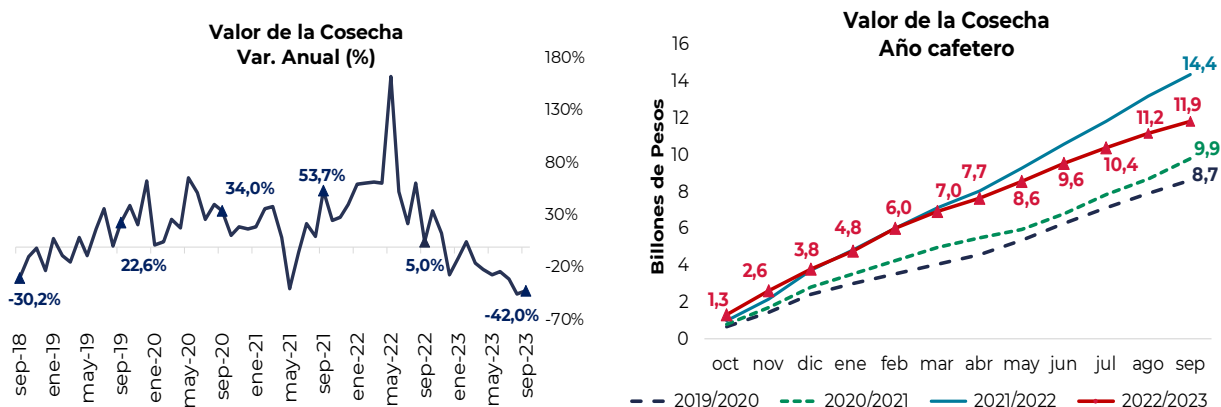 Valor de la Cosecha
Var. Anual (%)
180%
130%
80%
30%
-20%
-70%
-30,2%
22,6%
34,0%
53,7%
5,0%
-42,0%
sep-18
ene-19
may-19
sep-19
ene-20
may-20
sep-20
ene-21
may-21
sep-21
ene-22
may-22
sep-22
ene-23
may-23
sep-23
Valor de la Cosecha
Año cafetero
Billones de Pesos
16
14
12
10
8
6
4
2
0
1,3
2,6
3,8
4,8
6,0
7,0
7,7
8,6
9,6
10,4
11,2
11,9
14,4
9,9
8,7
oct
nov
dic
ene
feb
mar
abr
may
jun
jul
ago
sep
2019/2020
2020/2021
2021/2022
2022/2023